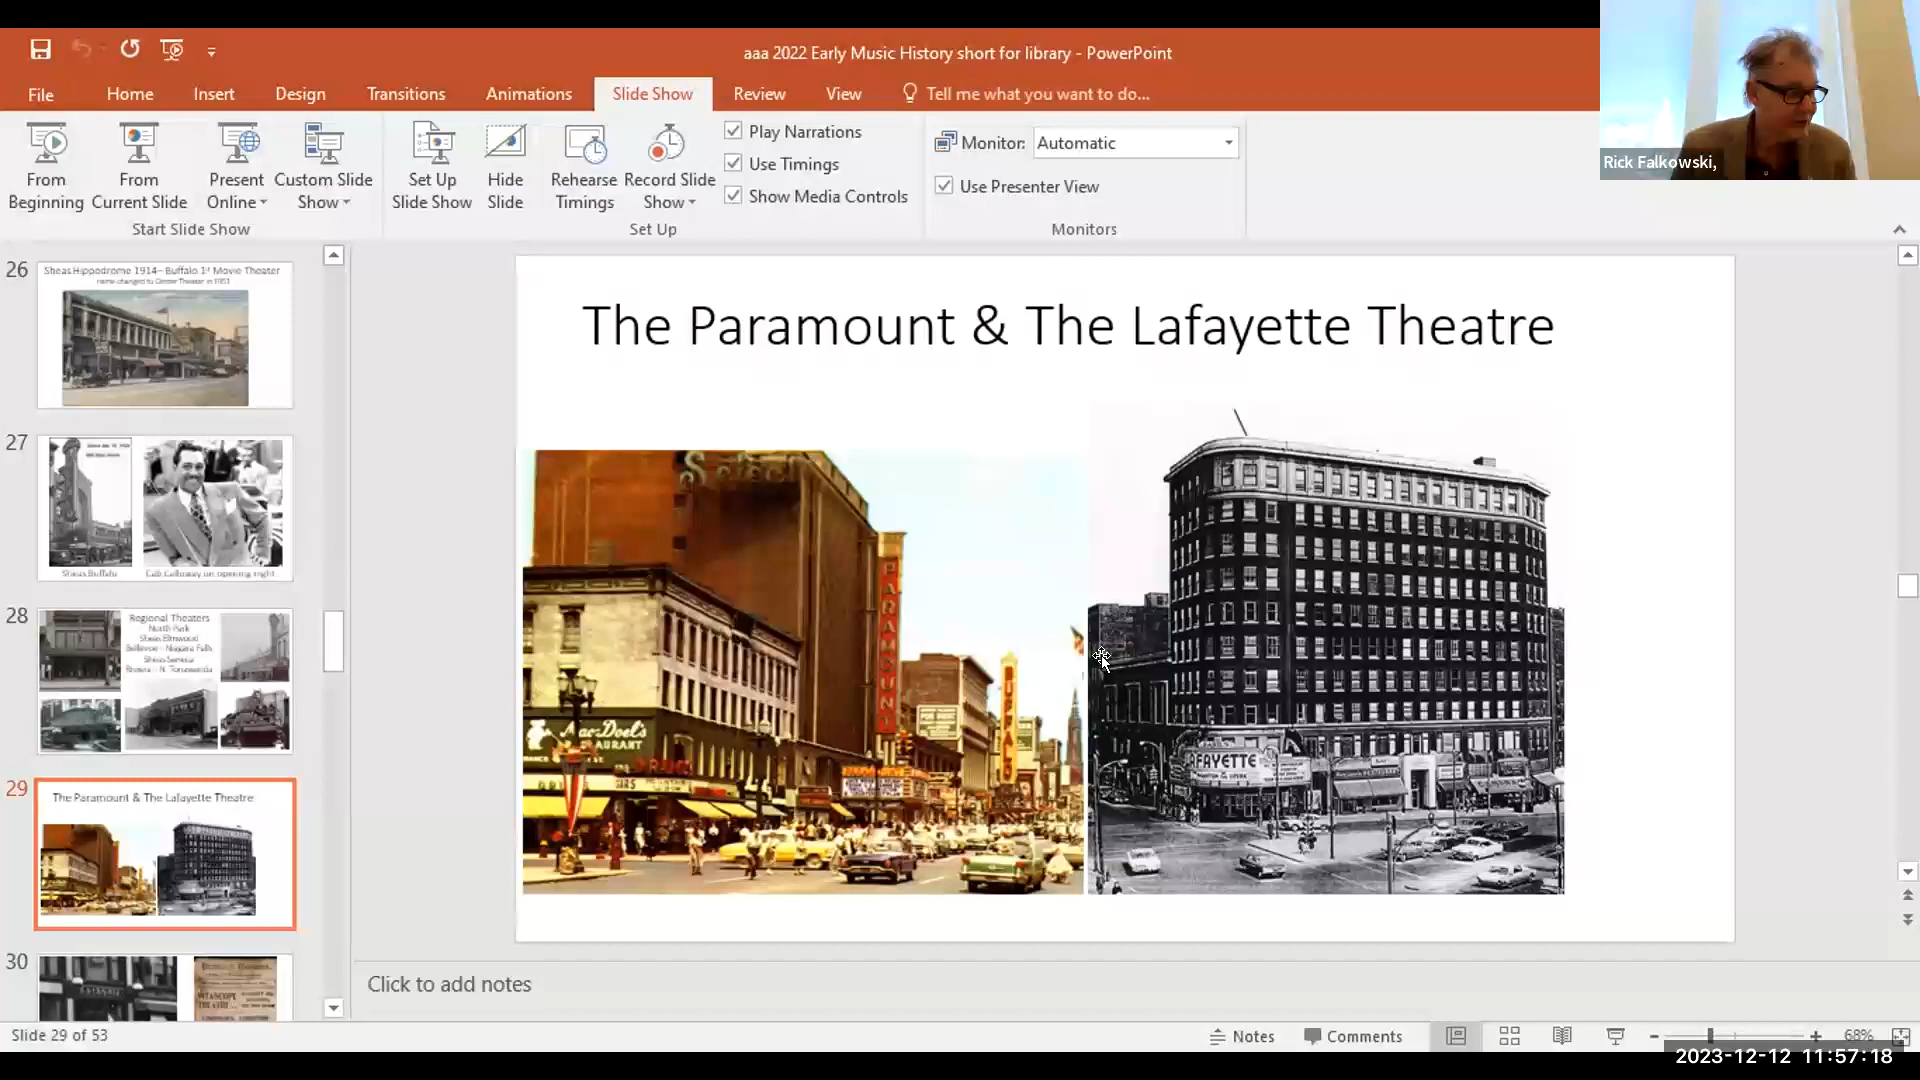 aaa 2022 Early Music History short for library - PowerPoint
File Home Insert Design Transitions Animations Slide Show Review View Tell me what you want to do...
From Beginning
From Current Slide
Present Online
Custom Slide Show
Start Slide Show
Set Up Slide Show
Hide Slide
Rehearse Timings
Record Slide Show
Play Narrations
Use Timings
Show Media Controls
Set Up
Monitor: Automatic
Use Presenter View
Monitors
Rick Falkowski,
26
Sheas Hippodrome 1914– Buffalo 1st Movie Theater
name changed to Center Theater in 1951
27
Sheas Buffalo
Cab Calloway on opening night
28
Regional Theaters
North Park
Sheas Elmwood
Bellevue – Niagara Falls
Sheas Seneca
Riviera – N. Tonawanda
29
The Paramount & The Lafayette Theatre
30
VITASCOPE
The Paramount & The Lafayette Theatre
PARAMOUNT
BUFFALO
MacDoel's
RESTAURANT
DRUGS
LAFAYETTE
Click to add notes
Slide 29 of 53
Notes
Comments
68%
2023-12-12 11:57:18